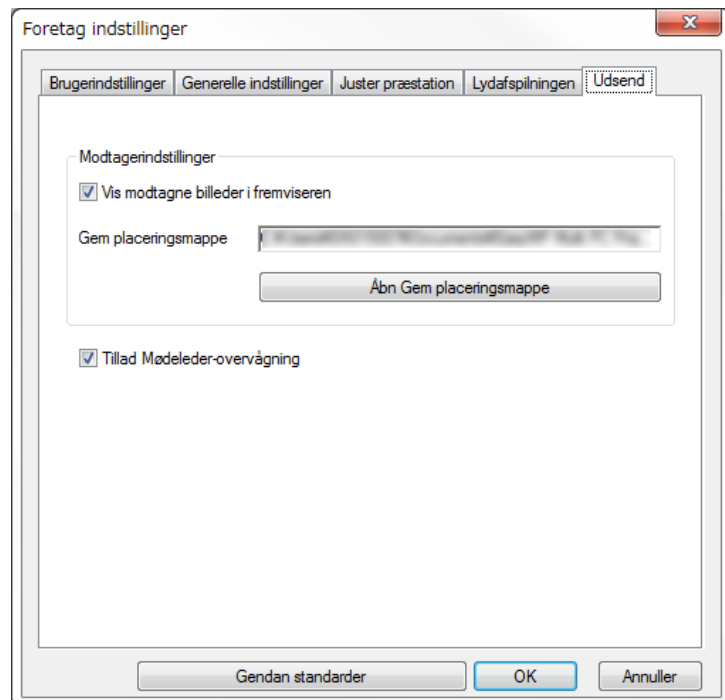 Foretag indstillinger
Brugerindstillinger Generelle indstillinger Juster præstation Lydafspilningen Udsend
Modtagerindstillinger
Vis modtagne billeder i fremviseren
Gem placeringsmappe
Åbn Gem placeringsmappe
Tillad Mødeleder-overvågning
Gendan standarder OK Annuller